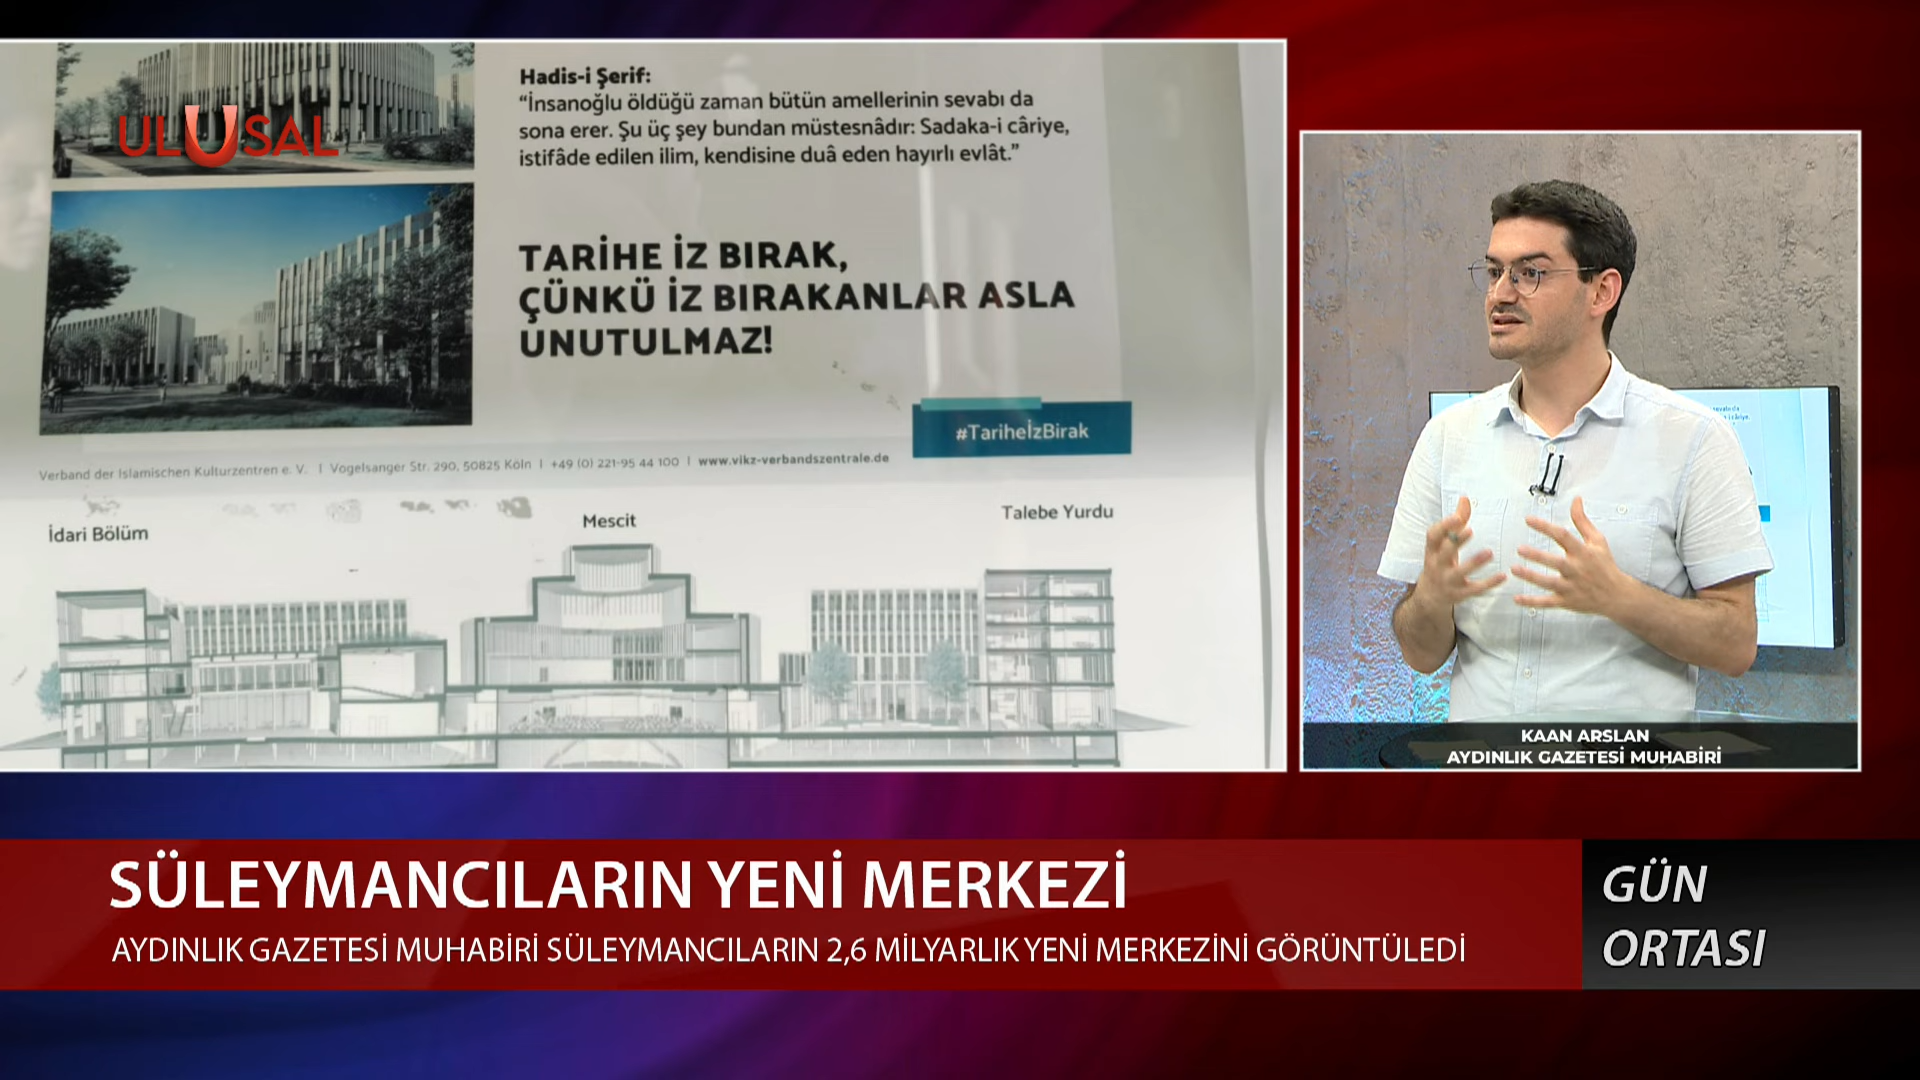 Hadis-i Şerif:
“İnsanoğlu öldüğü zaman bütün amellerinin sevabı da
sona erer. Şu üç şey bundan müstesnâdır: Sadaka-i câriye,
istifâde edilen ilim, kendisine duâ eden hayırlı evlât.”
ULUSAL
TARİHE İZ BIRAK,
ÇÜNKÜ İZ BIRAKANLAR ASLA
UNUTULMAZ!
#TariheİzBirak
Verband der Islamischen Kulturzentren e. V. | Vogelsanger Str. 290, 50825 Köln | +49 (0) 221-95 44 100 | www.vikz-verbandszentrale.de
İdari Bölüm
Mescit
Talebe Yurdu
KAAN ARSLAN
AYDINLIK GAZETESİ MUHABİRİ
SÜLEYMANCILARIN YENİ MERKEZİ
AYDINLIK GAZETESİ MUHABİRİ SÜLEYMANCILARIN 2,6 MİLYARLIK YENİ MERKEZİNİ GÖRÜNTÜLEDİ
GÜN
ORTASI